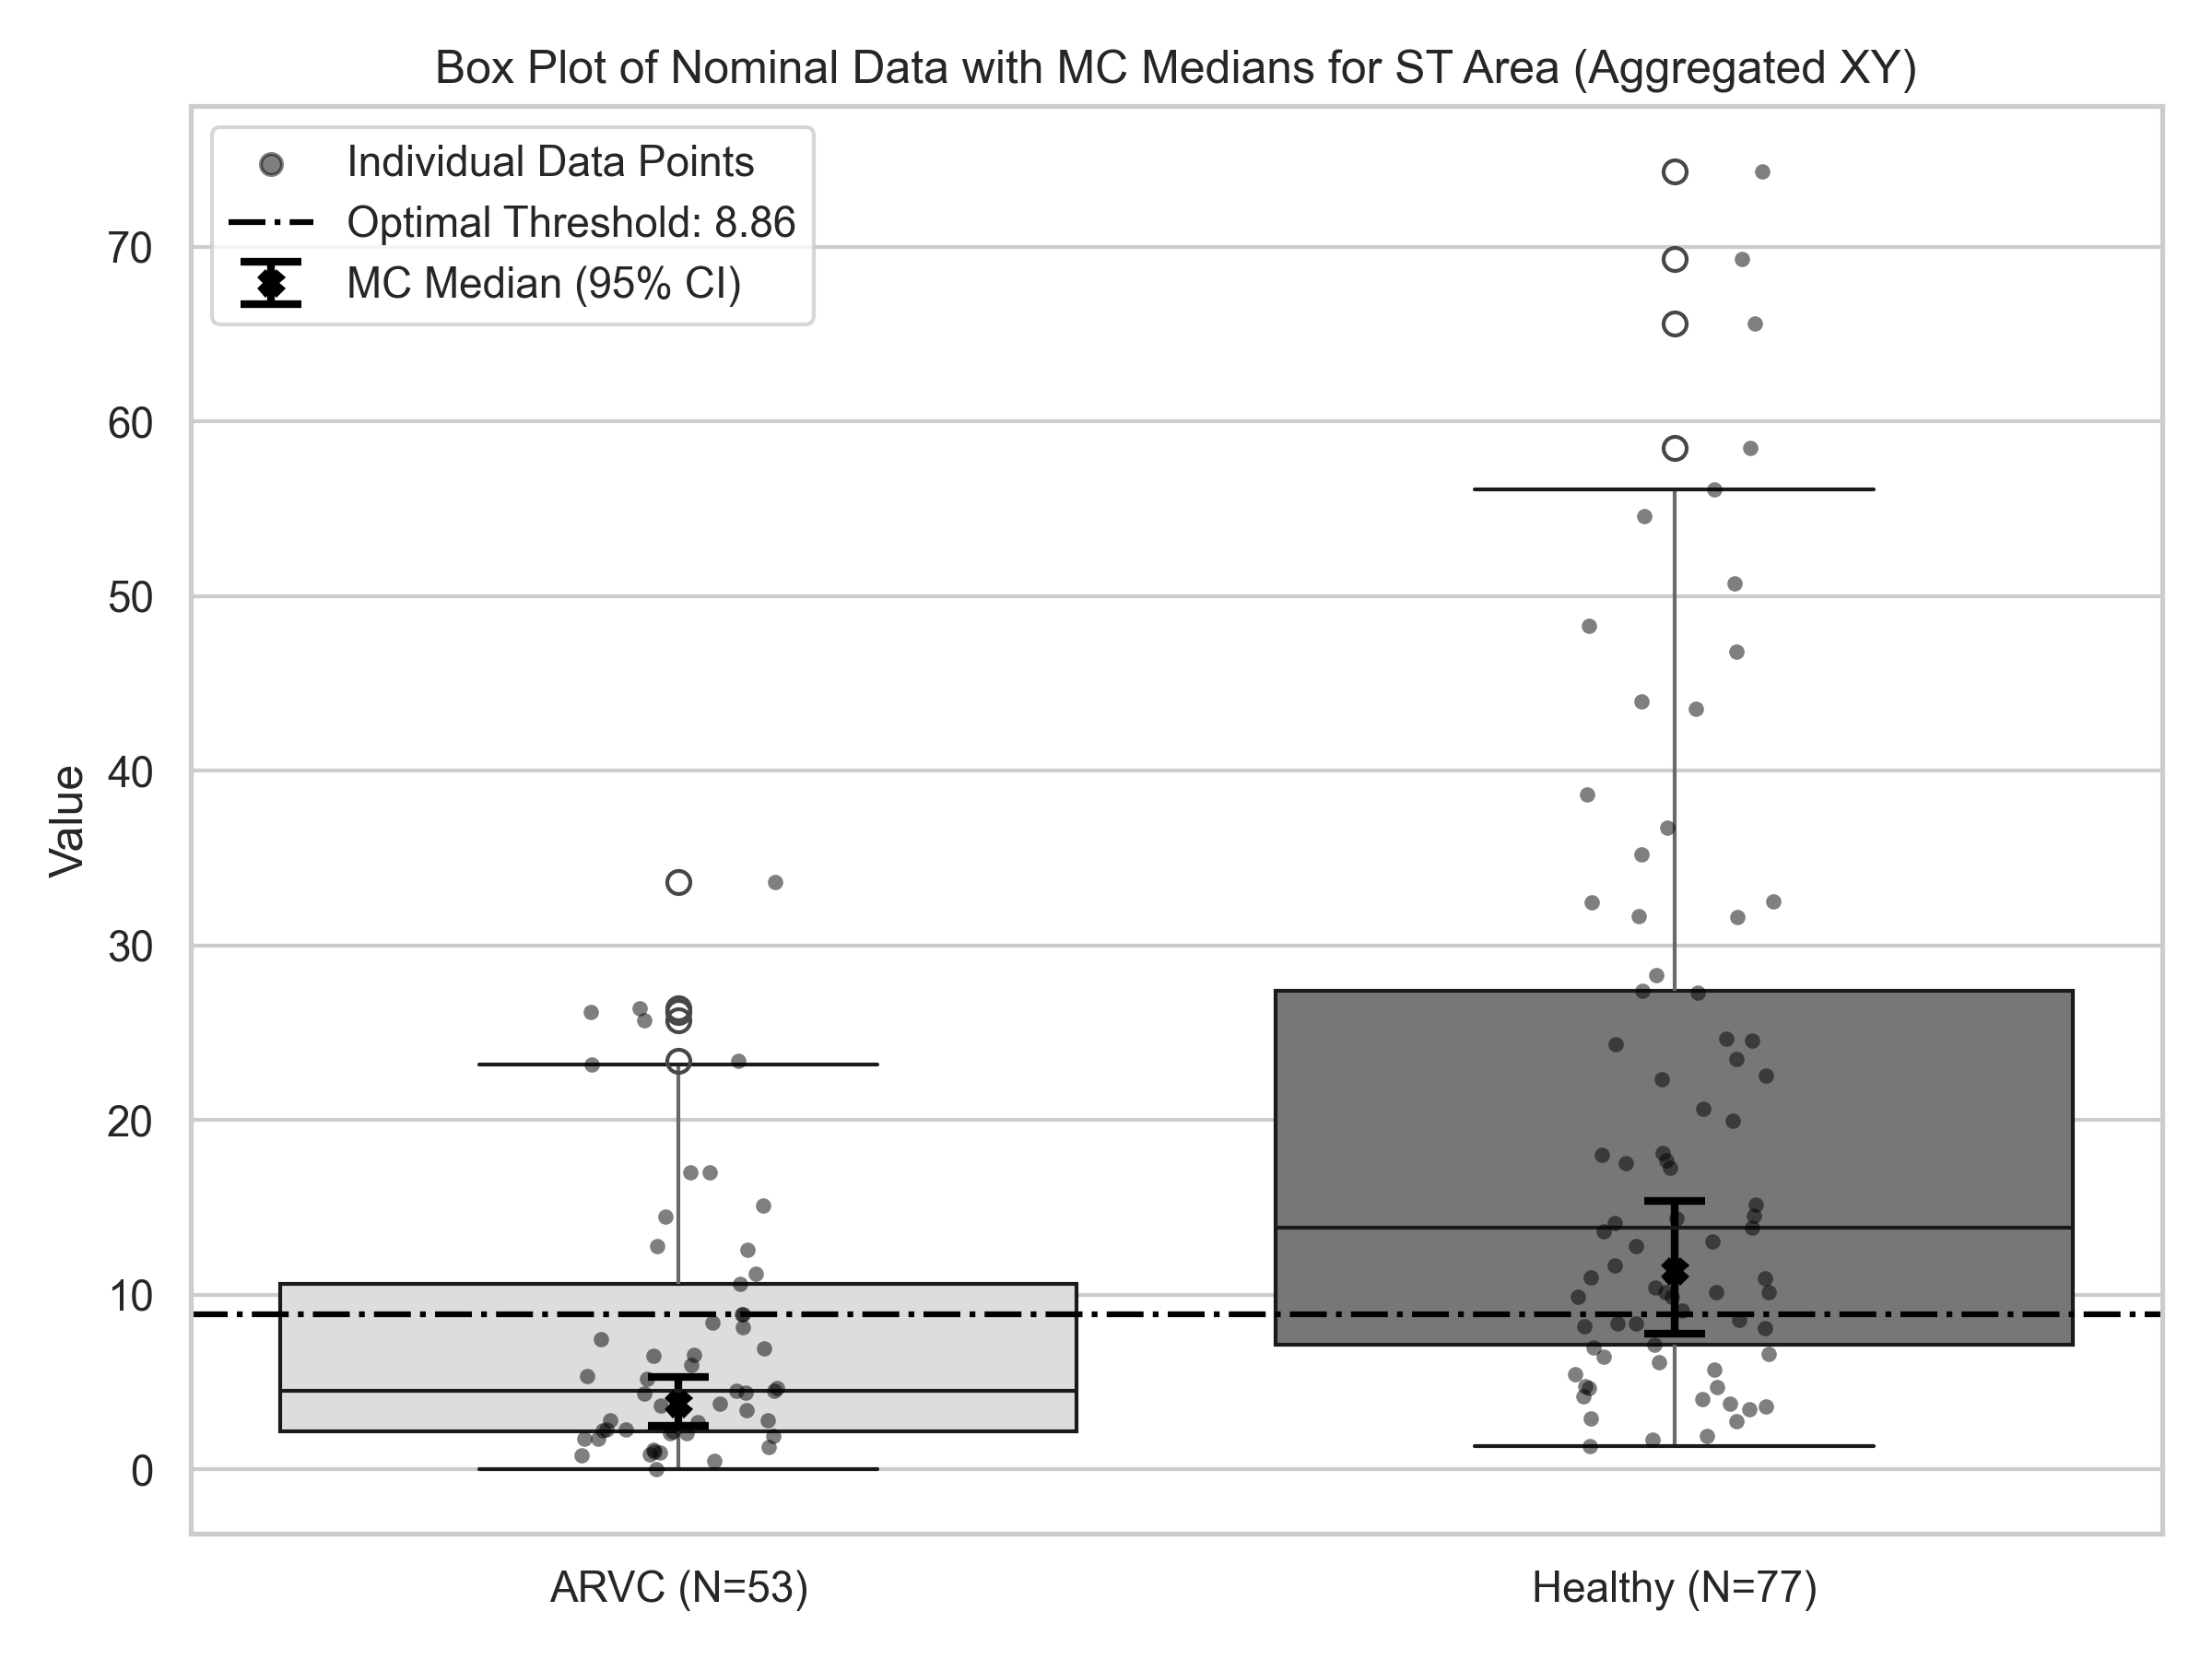 Box Plot of Nominal Data with MC Medians for ST Area (Aggregated XY)
Individual Data Points
Optimal Threshold: 8.86
MC Median (95% CI)
70
60
50
40
30
20
10
0
Value
ARVC (N=53)
Healthy (N=77)